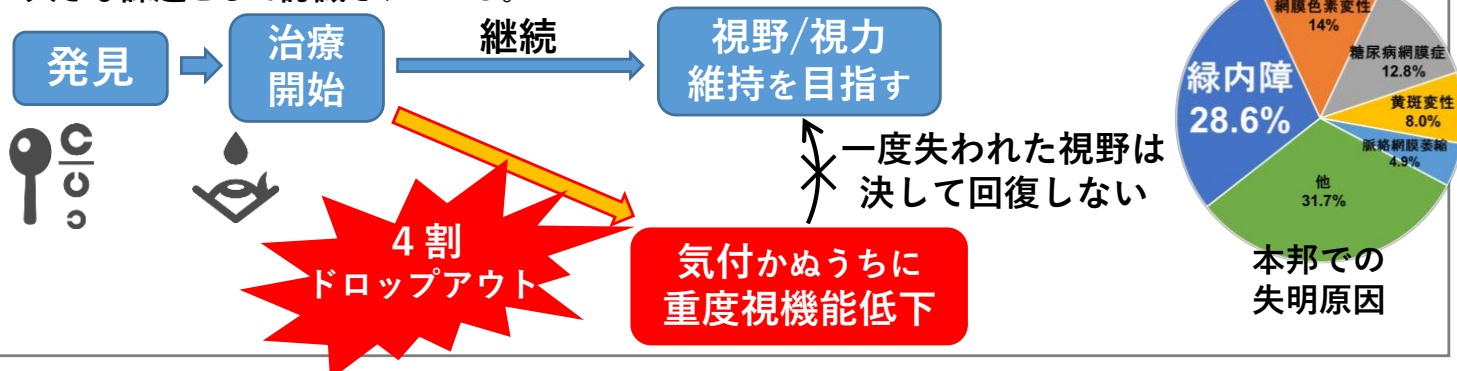 発見
治療
開始
継続
視野/視力
維持を目指す
一度失われた視野は
決して回復しない
4割
ドロップアウト
気付かぬうちに
重度視機能低下
網膜色素変性
14%
糖尿病網膜症
12.8%
緑内障
28.6%
黄斑変性
8.0%
脈絡網膜萎縮
4.9%
他
31.7%
本邦での
失明原因